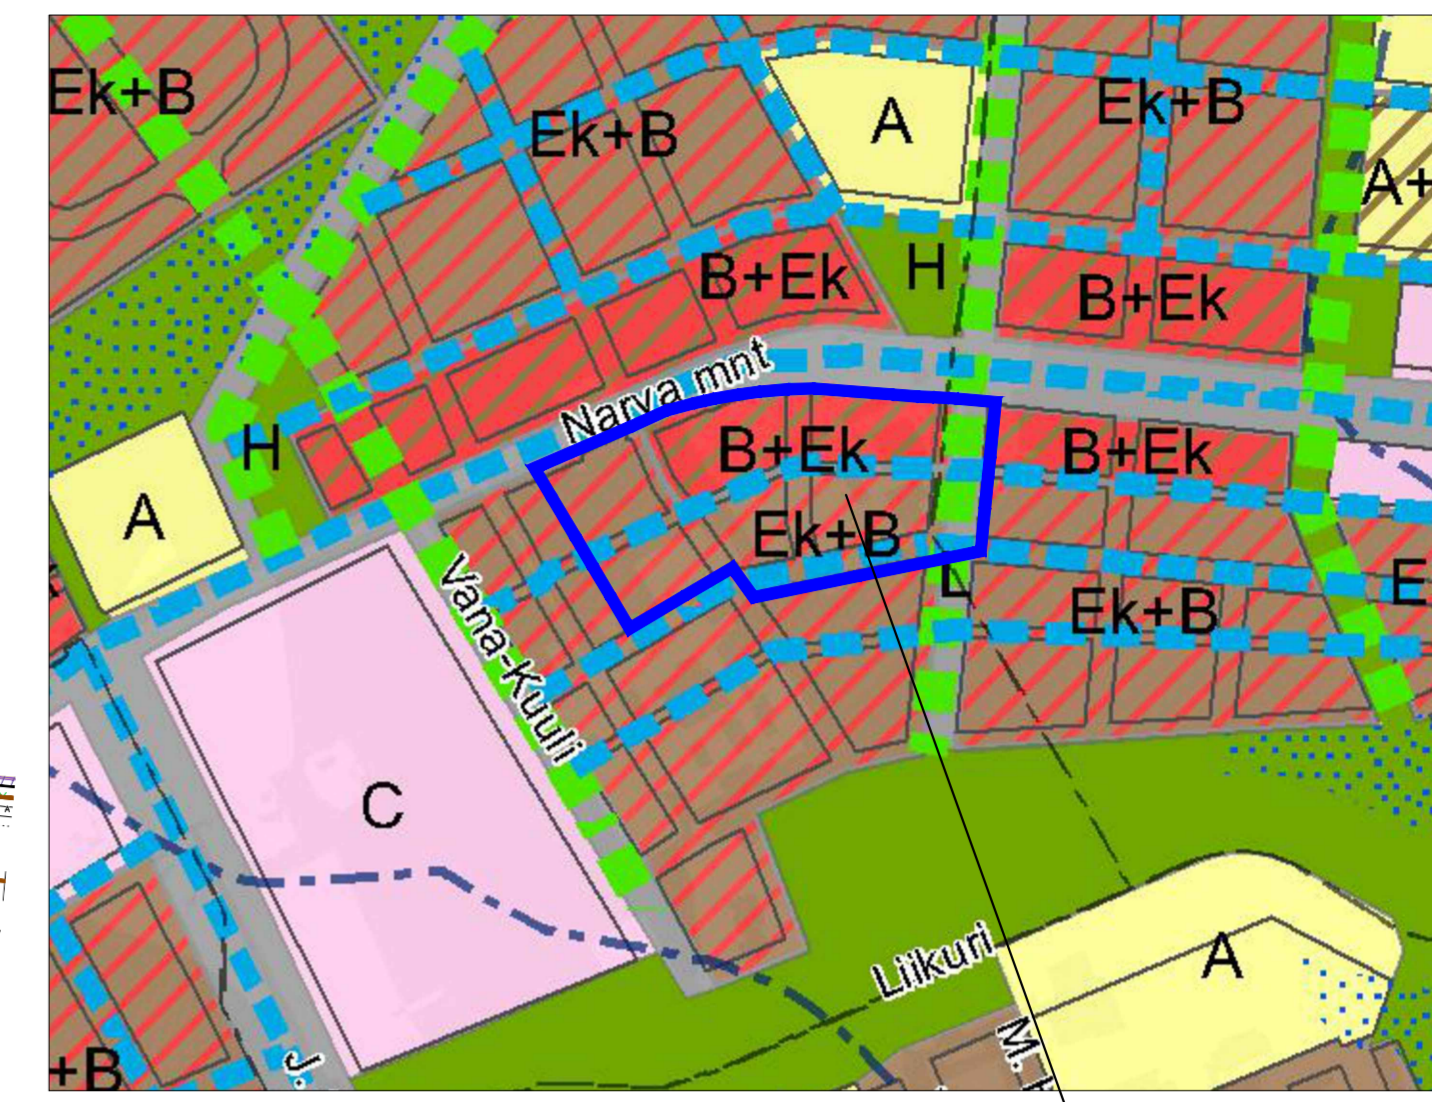 Ek+B
Ek+B
A
Ek+B
A+
H
B+Ek
B+Ek
Narva mnt
H
B+Ek
B+Ek
A
Ek+B
Vana-Kuuli
L
Ek+B
E
C
Liikuri
A
M.
J.
+B